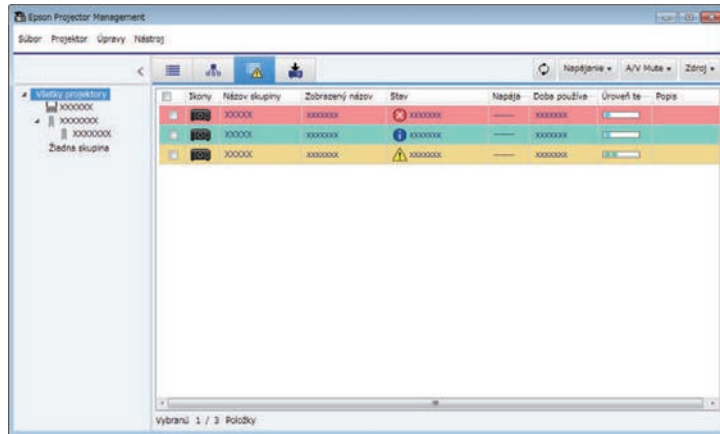 Epson Projector Management
Súbor Projektor Úpravy Nástroj
Napájanie A/V Mute Zdroj
Všetky projektory
XXXXXX
XXXXXXX
XXXXXXX
Žiadna skupina
Ikony Názov skupiny Zobrazený názov Stav Napája Doba používa Úroveň te Popis
XXXXX XXXXXXX XXXXXXX XXXXXXX
XXXXX XXXXXXX XXXXXXX XXXXXXX
XXXXX XXXXXXX XXXXXXX XXXXXXX
Vybranú 1 / 3 Položky